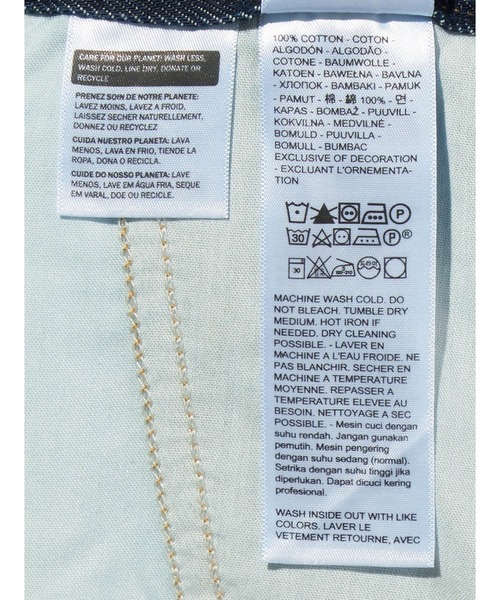 CARE FOR OUR PLANET: WASH LESS,
WASH COLD, LINE DRY, DONATE OR
RECYCLE
PRENEZ SOIN DE NOTRE PLANETE:
LAVEZ MOINS, LAVEZ A FROID,
LAISSEZ SECHER NATURELLEMENT,
DONNEZ OU RECYCLEZ
CUIDA NUESTRO PLANETA: LAVA
MENOS, LAVA EN FRIO, TIENDE LA
ROPA, DONA O RECICLA.
CUIDE DO NOSSO PLANETA: LAVE
MENOS, LAVE EM ÁGUA FRIA, SEQUE
EM VARAL, DOE OU RECICLE.
100% COTTON - COTON -
ALGODÓN - ALGODÃO -
COTONE - BAUMWOLLE -
KATOEN - BAWEŁNA - BAVLNA
- ХЛОПОК - BAMBAKI - PAMUK
- PAMUT - 棉 - 綿 100% - 면 -
KAPAS - BOMBAŽ - PUUVILL -
KOKVILNA - MEDVILNĖ -
BOMULD - PUUVILLA -
BOMULL - BUMBAC
EXCLUSIVE OF DECORATION
- EXCLUANT L'ORNEMENTA-
TION
P
30 P®
30 180-210 드라이
MACHINE WASH COLD. DO
NOT BLEACH. TUMBLE DRY
MEDIUM. HOT IRON IF
NEEDED. DRY CLEANING
POSSIBLE. - LAVER EN
MACHINE A L'EAU FROIDE. NE
PAS BLANCHIR. SECHER EN
MACHINE A TEMPERATURE
MOYENNE. REPASSER A
TEMPERATURE ELEVEE AU
BESOIN. NETTOYAGE A SEC
POSSIBLE. - Mesin cuci dengan
suhu rendah. Jangan gunakan
pemutih. Mesin pengering
dengan suhu sedang (normal).
Setrika dengan suhu tinggi jika
diperlukan. Dapat dicuci kering
profesional.
WASH INSIDE OUT WITH LIKE
COLORS. LAVER LE
VETEMENT RETOURNE, AVEC